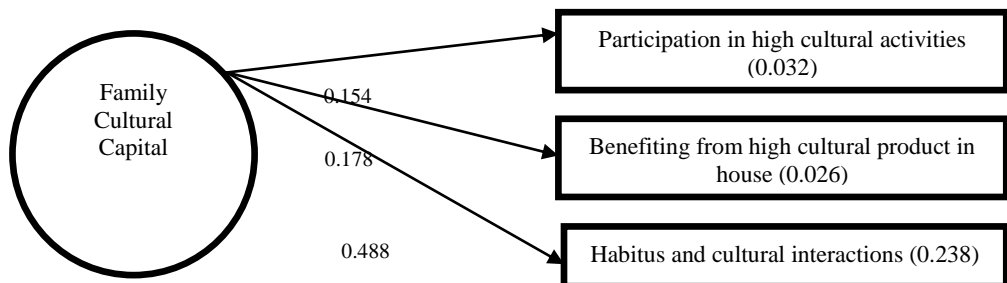 Family
Cultural
Capital
Participation in high cultural activities
(0.032)
0.154
Benefiting from high cultural product in
house (0.026)
0.178
Habitus and cultural interactions (0.238)
0.488